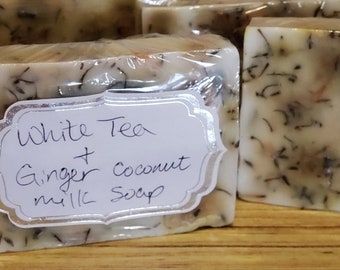 White Tea
+
Ginger Coconut
milk Soap